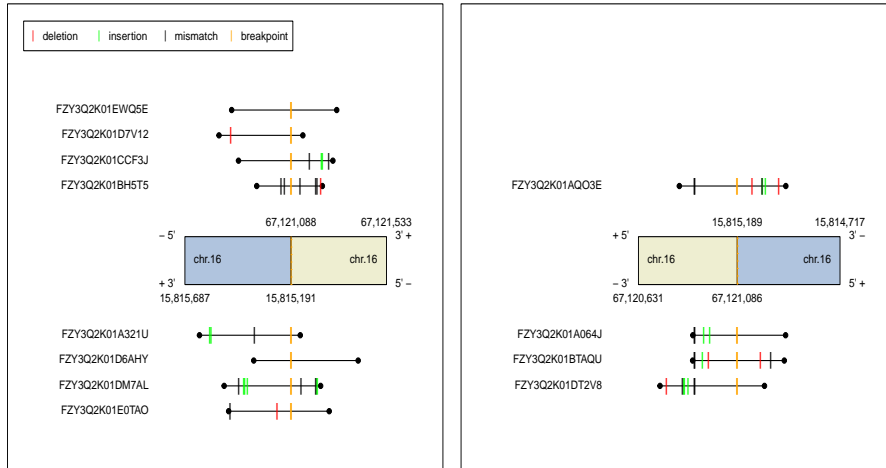 deletion insertion mismatch breakpoint
FZY3Q2K01EWQ5E
FZY3Q2K01D7V12
FZY3Q2K01CCF3J
FZY3Q2K01BH5T5
67,121,088 67,121,533
– 5' 3' +
chr.16 chr.16
+ 3' 5' –
15,815,687 15,815,191
FZY3Q2K01A321U
FZY3Q2K01D6AHY
FZY3Q2K01DM7AL
FZY3Q2K01E0TAO
FZY3Q2K01AQO3E
15,815,189 15,814,717
+ 5' 3' –
chr.16 chr.16
– 3' 5' +
67,120,631 67,121,086
FZY3Q2K01A064J
FZY3Q2K01BTAQU
FZY3Q2K01DT2V8